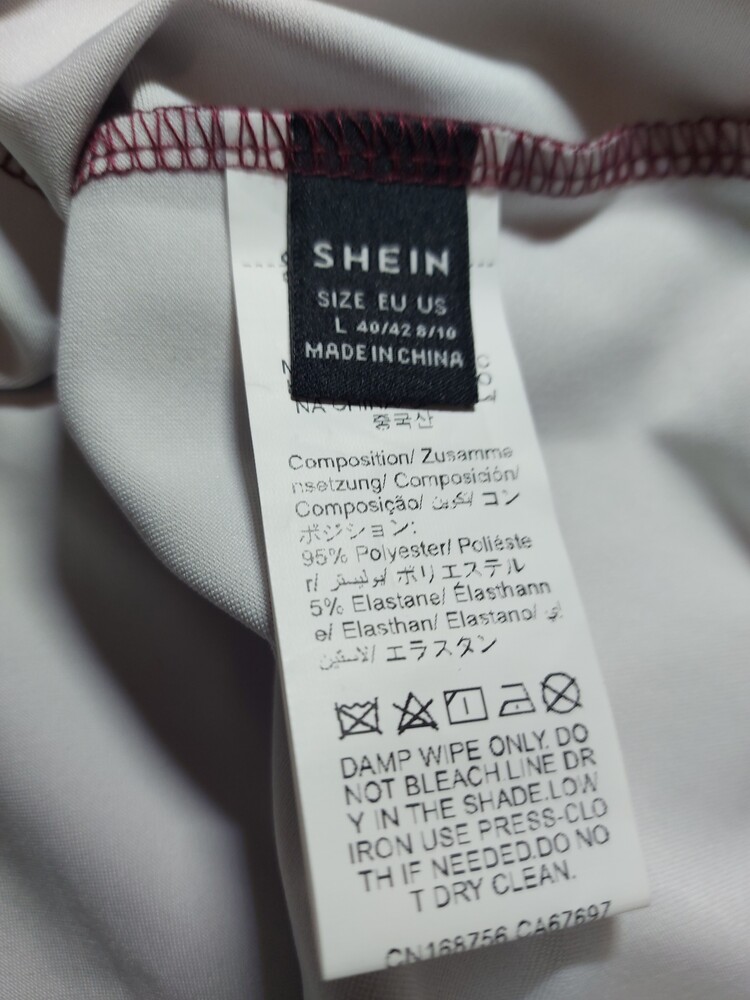 SHEIN
SIZE EU US
L 40/42 8/10
MADE IN CHINA
중국산
Composition/ Zusamme
nsetzung/ Composición/
Composição/ تكوين/ コン
ポジション:
95% Polyester/ Poliéste
r/ بوليستر/ ポリエステル
5% Elastane/ Élasthann
e/ Elasthan/ Elastano/ إي
لاستين/ エラスタン
DAMP WIPE ONLY. DO
NOT BLEACH.LINE DR
Y IN THE SHADE.LOW
IRON USE PRESS-CLO
TH IF NEEDED.DO NO
T DRY CLEAN.
CN168756 CA67697